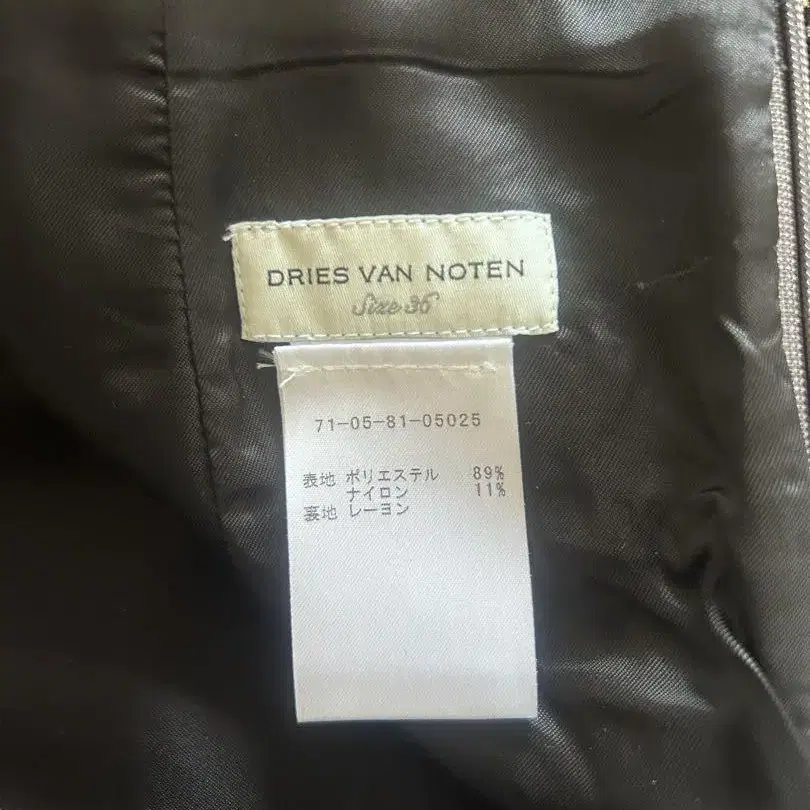 DRIES VAN NOTEN
Size 36
71-05-81-05025
表地 ポリエステル 89%
ナイロン 11%
裏地 レーヨン